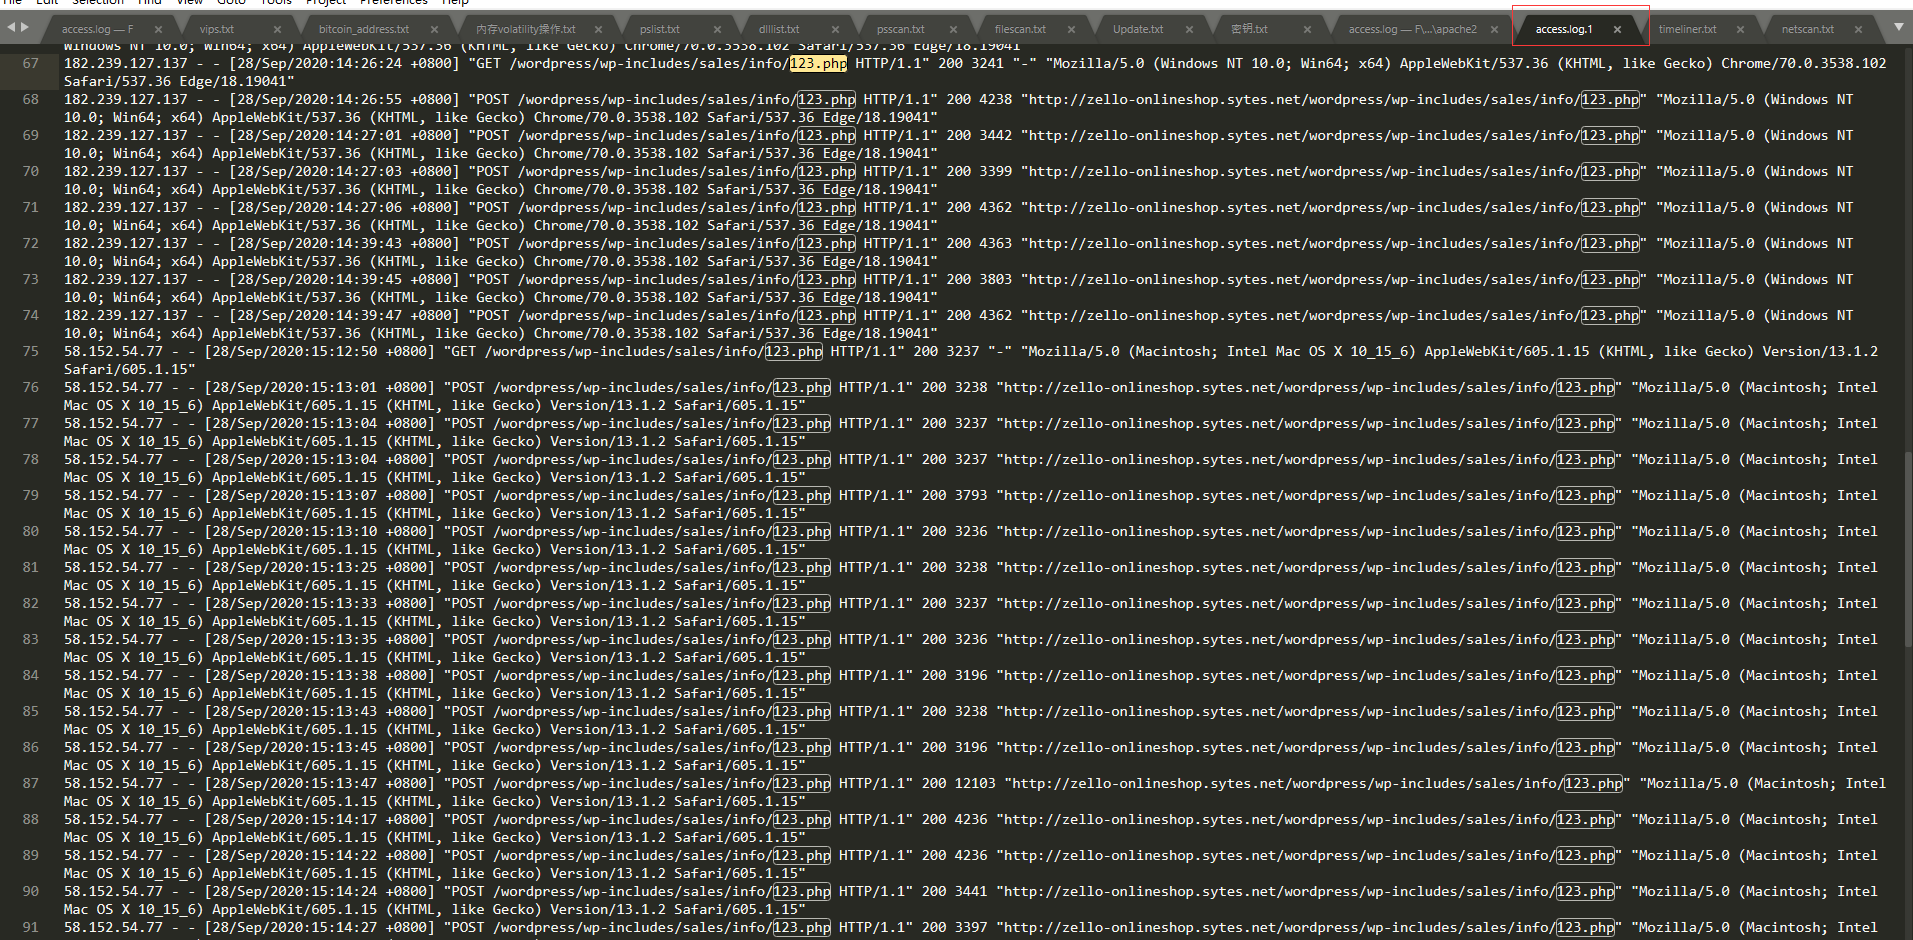 File Edit Selection Find View Goto Tools Project Preferences Help
access.log — F × vips.txt × bitcoin_address.txt × 内存volatility操作.txt × pslist.txt × dlllist.txt × psscan.txt × filescan.txt × Update.txt × 密钥.txt × access.log — F\...\apache2 × access.log.1 × timeliner.txt × netscan.txt ×
Windows NT 10.0; Win64; x64) AppleWebKit/537.36 (KHTML, like Gecko) Chrome/70.0.3538.102 Safari/537.36 Edge/18.19041"
67 182.239.127.137 - - [28/Sep/2020:14:26:24 +0800] "GET /wordpress/wp-includes/sales/info/123.php HTTP/1.1" 200 3241 "-" "Mozilla/5.0 (Windows NT 10.0; Win64; x64) AppleWebKit/537.36 (KHTML, like Gecko) Chrome/70.0.3538.102
Safari/537.36 Edge/18.19041"
68 182.239.127.137 - - [28/Sep/2020:14:26:55 +0800] "POST /wordpress/wp-includes/sales/info/123.php HTTP/1.1" 200 4238 "http://zello-onlineshop.sytes.net/wordpress/wp-includes/sales/info/123.php" "Mozilla/5.0 (Windows NT
10.0; Win64; x64) AppleWebKit/537.36 (KHTML, like Gecko) Chrome/70.0.3538.102 Safari/537.36 Edge/18.19041"
69 182.239.127.137 - - [28/Sep/2020:14:27:01 +0800] "POST /wordpress/wp-includes/sales/info/123.php HTTP/1.1" 200 3442 "http://zello-onlineshop.sytes.net/wordpress/wp-includes/sales/info/123.php" "Mozilla/5.0 (Windows NT
10.0; Win64; x64) AppleWebKit/537.36 (KHTML, like Gecko) Chrome/70.0.3538.102 Safari/537.36 Edge/18.19041"
70 182.239.127.137 - - [28/Sep/2020:14:27:03 +0800] "POST /wordpress/wp-includes/sales/info/123.php HTTP/1.1" 200 3399 "http://zello-onlineshop.sytes.net/wordpress/wp-includes/sales/info/123.php" "Mozilla/5.0 (Windows NT
10.0; Win64; x64) AppleWebKit/537.36 (KHTML, like Gecko) Chrome/70.0.3538.102 Safari/537.36 Edge/18.19041"
71 182.239.127.137 - - [28/Sep/2020:14:27:06 +0800] "POST /wordpress/wp-includes/sales/info/123.php HTTP/1.1" 200 4362 "http://zello-onlineshop.sytes.net/wordpress/wp-includes/sales/info/123.php" "Mozilla/5.0 (Windows NT
10.0; Win64; x64) AppleWebKit/537.36 (KHTML, like Gecko) Chrome/70.0.3538.102 Safari/537.36 Edge/18.19041"
72 182.239.127.137 - - [28/Sep/2020:14:39:43 +0800] "POST /wordpress/wp-includes/sales/info/123.php HTTP/1.1" 200 4363 "http://zello-onlineshop.sytes.net/wordpress/wp-includes/sales/info/123.php" "Mozilla/5.0 (Windows NT
10.0; Win64; x64) AppleWebKit/537.36 (KHTML, like Gecko) Chrome/70.0.3538.102 Safari/537.36 Edge/18.19041"
73 182.239.127.137 - - [28/Sep/2020:14:39:45 +0800] "POST /wordpress/wp-includes/sales/info/123.php HTTP/1.1" 200 3803 "http://zello-onlineshop.sytes.net/wordpress/wp-includes/sales/info/123.php" "Mozilla/5.0 (Windows NT
10.0; Win64; x64) AppleWebKit/537.36 (KHTML, like Gecko) Chrome/70.0.3538.102 Safari/537.36 Edge/18.19041"
74 182.239.127.137 - - [28/Sep/2020:14:39:47 +0800] "POST /wordpress/wp-includes/sales/info/123.php HTTP/1.1" 200 4362 "http://zello-onlineshop.sytes.net/wordpress/wp-includes/sales/info/123.php" "Mozilla/5.0 (Windows NT
10.0; Win64; x64) AppleWebKit/537.36 (KHTML, like Gecko) Chrome/70.0.3538.102 Safari/537.36 Edge/18.19041"
75 58.152.54.77 - - [28/Sep/2020:15:12:50 +0800] "GET /wordpress/wp-includes/sales/info/123.php HTTP/1.1" 200 3237 "-" "Mozilla/5.0 (Macintosh; Intel Mac OS X 10_15_6) AppleWebKit/605.1.15 (KHTML, like Gecko) Version/13.1.2
Safari/605.1.15"
76 58.152.54.77 - - [28/Sep/2020:15:13:01 +0800] "POST /wordpress/wp-includes/sales/info/123.php HTTP/1.1" 200 3238 "http://zello-onlineshop.sytes.net/wordpress/wp-includes/sales/info/123.php" "Mozilla/5.0 (Macintosh; Intel
Mac OS X 10_15_6) AppleWebKit/605.1.15 (KHTML, like Gecko) Version/13.1.2 Safari/605.1.15"
77 58.152.54.77 - - [28/Sep/2020:15:13:04 +0800] "POST /wordpress/wp-includes/sales/info/123.php HTTP/1.1" 200 3237 "http://zello-onlineshop.sytes.net/wordpress/wp-includes/sales/info/123.php" "Mozilla/5.0 (Macintosh; Intel
Mac OS X 10_15_6) AppleWebKit/605.1.15 (KHTML, like Gecko) Version/13.1.2 Safari/605.1.15"
78 58.152.54.77 - - [28/Sep/2020:15:13:04 +0800] "POST /wordpress/wp-includes/sales/info/123.php HTTP/1.1" 200 3237 "http://zello-onlineshop.sytes.net/wordpress/wp-includes/sales/info/123.php" "Mozilla/5.0 (Macintosh; Intel
Mac OS X 10_15_6) AppleWebKit/605.1.15 (KHTML, like Gecko) Version/13.1.2 Safari/605.1.15"
79 58.152.54.77 - - [28/Sep/2020:15:13:07 +0800] "POST /wordpress/wp-includes/sales/info/123.php HTTP/1.1" 200 3793 "http://zello-onlineshop.sytes.net/wordpress/wp-includes/sales/info/123.php" "Mozilla/5.0 (Macintosh; Intel
Mac OS X 10_15_6) AppleWebKit/605.1.15 (KHTML, like Gecko) Version/13.1.2 Safari/605.1.15"
80 58.152.54.77 - - [28/Sep/2020:15:13:10 +0800] "POST /wordpress/wp-includes/sales/info/123.php HTTP/1.1" 200 3236 "http://zello-onlineshop.sytes.net/wordpress/wp-includes/sales/info/123.php" "Mozilla/5.0 (Macintosh; Intel
Mac OS X 10_15_6) AppleWebKit/605.1.15 (KHTML, like Gecko) Version/13.1.2 Safari/605.1.15"
81 58.152.54.77 - - [28/Sep/2020:15:13:25 +0800] "POST /wordpress/wp-includes/sales/info/123.php HTTP/1.1" 200 3238 "http://zello-onlineshop.sytes.net/wordpress/wp-includes/sales/info/123.php" "Mozilla/5.0 (Macintosh; Intel
Mac OS X 10_15_6) AppleWebKit/605.1.15 (KHTML, like Gecko) Version/13.1.2 Safari/605.1.15"
82 58.152.54.77 - - [28/Sep/2020:15:13:33 +0800] "POST /wordpress/wp-includes/sales/info/123.php HTTP/1.1" 200 3237 "http://zello-onlineshop.sytes.net/wordpress/wp-includes/sales/info/123.php" "Mozilla/5.0 (Macintosh; Intel
Mac OS X 10_15_6) AppleWebKit/605.1.15 (KHTML, like Gecko) Version/13.1.2 Safari/605.1.15"
83 58.152.54.77 - - [28/Sep/2020:15:13:35 +0800] "POST /wordpress/wp-includes/sales/info/123.php HTTP/1.1" 200 3236 "http://zello-onlineshop.sytes.net/wordpress/wp-includes/sales/info/123.php" "Mozilla/5.0 (Macintosh; Intel
Mac OS X 10_15_6) AppleWebKit/605.1.15 (KHTML, like Gecko) Version/13.1.2 Safari/605.1.15"
84 58.152.54.77 - - [28/Sep/2020:15:13:38 +0800] "POST /wordpress/wp-includes/sales/info/123.php HTTP/1.1" 200 3196 "http://zello-onlineshop.sytes.net/wordpress/wp-includes/sales/info/123.php" "Mozilla/5.0 (Macintosh; Intel
Mac OS X 10_15_6) AppleWebKit/605.1.15 (KHTML, like Gecko) Version/13.1.2 Safari/605.1.15"
85 58.152.54.77 - - [28/Sep/2020:15:13:43 +0800] "POST /wordpress/wp-includes/sales/info/123.php HTTP/1.1" 200 3238 "http://zello-onlineshop.sytes.net/wordpress/wp-includes/sales/info/123.php" "Mozilla/5.0 (Macintosh; Intel
Mac OS X 10_15_6) AppleWebKit/605.1.15 (KHTML, like Gecko) Version/13.1.2 Safari/605.1.15"
86 58.152.54.77 - - [28/Sep/2020:15:13:45 +0800] "POST /wordpress/wp-includes/sales/info/123.php HTTP/1.1" 200 3196 "http://zello-onlineshop.sytes.net/wordpress/wp-includes/sales/info/123.php" "Mozilla/5.0 (Macintosh; Intel
Mac OS X 10_15_6) AppleWebKit/605.1.15 (KHTML, like Gecko) Version/13.1.2 Safari/605.1.15"
87 58.152.54.77 - - [28/Sep/2020:15:13:47 +0800] "POST /wordpress/wp-includes/sales/info/123.php HTTP/1.1" 200 12103 "http://zello-onlineshop.sytes.net/wordpress/wp-includes/sales/info/123.php" "Mozilla/5.0 (Macintosh; Intel
Mac OS X 10_15_6) AppleWebKit/605.1.15 (KHTML, like Gecko) Version/13.1.2 Safari/605.1.15"
88 58.152.54.77 - - [28/Sep/2020:15:14:17 +0800] "POST /wordpress/wp-includes/sales/info/123.php HTTP/1.1" 200 4236 "http://zello-onlineshop.sytes.net/wordpress/wp-includes/sales/info/123.php" "Mozilla/5.0 (Macintosh; Intel
Mac OS X 10_15_6) AppleWebKit/605.1.15 (KHTML, like Gecko) Version/13.1.2 Safari/605.1.15"
89 58.152.54.77 - - [28/Sep/2020:15:14:22 +0800] "POST /wordpress/wp-includes/sales/info/123.php HTTP/1.1" 200 4236 "http://zello-onlineshop.sytes.net/wordpress/wp-includes/sales/info/123.php" "Mozilla/5.0 (Macintosh; Intel
Mac OS X 10_15_6) AppleWebKit/605.1.15 (KHTML, like Gecko) Version/13.1.2 Safari/605.1.15"
90 58.152.54.77 - - [28/Sep/2020:15:14:24 +0800] "POST /wordpress/wp-includes/sales/info/123.php HTTP/1.1" 200 3441 "http://zello-onlineshop.sytes.net/wordpress/wp-includes/sales/info/123.php" "Mozilla/5.0 (Macintosh; Intel
Mac OS X 10_15_6) AppleWebKit/605.1.15 (KHTML, like Gecko) Version/13.1.2 Safari/605.1.15"
91 58.152.54.77 - - [28/Sep/2020:15:14:27 +0800] "POST /wordpress/wp-includes/sales/info/123.php HTTP/1.1" 200 3397 "http://zello-onlineshop.sytes.net/wordpress/wp-includes/sales/info/123.php" "Mozilla/5.0 (Macintosh; Intel